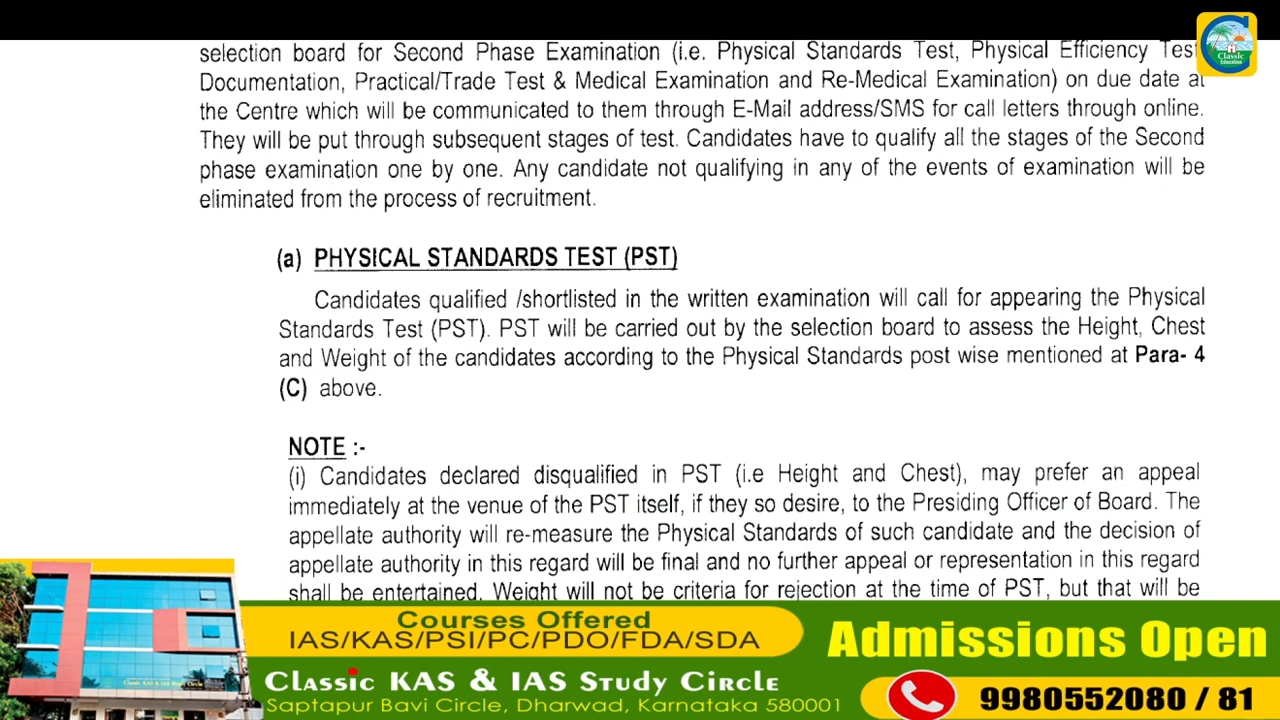 selection board for Second Phase Examination (i.e. Physical Standards Test, Physical Efficiency Test
Documentation, Practical/Trade Test & Medical Examination and Re-Medical Examination) on due date at
the Centre which will be communicated to them through E-Mail address/SMS for call letters through online.
They will be put through subsequent stages of test. Candidates have to qualify all the stages of the Second
phase examination one by one. Any candidate not qualifying in any of the events of examination will be
eliminated from the process of recruitment.
(a) PHYSICAL STANDARDS TEST (PST)
Candidates qualified /shortlisted in the written examination will call for appearing the Physical
Standards Test (PST). PST will be carried out by the selection board to assess the Height, Chest
and Weight of the candidates according to the Physical Standards post wise mentioned at Para- 4
(C) above.
NOTE :-
(i) Candidates declared disqualified in PST (i.e Height and Chest), may prefer an appeal
immediately at the venue of the PST itself, if they so desire, to the Presiding Officer of Board. The
appellate authority will re-measure the Physical Standards of such candidate and the decision of
appellate authority in this regard will be final and no further appeal or representation in this regard
shall be entertained. Weight will not be criteria for rejection at the time of PST, but that will be
Classic
Education
Courses Offered
IAS/KAS/PSI/PC/PDO/FDA/SDA
Admissions Open
Classic KAS & IAS Study Circle
Saptapur Bavi Circle, Dharwad, Karnataka 580001
9980552080 / 81
Classic KAS & IAS Study Circle